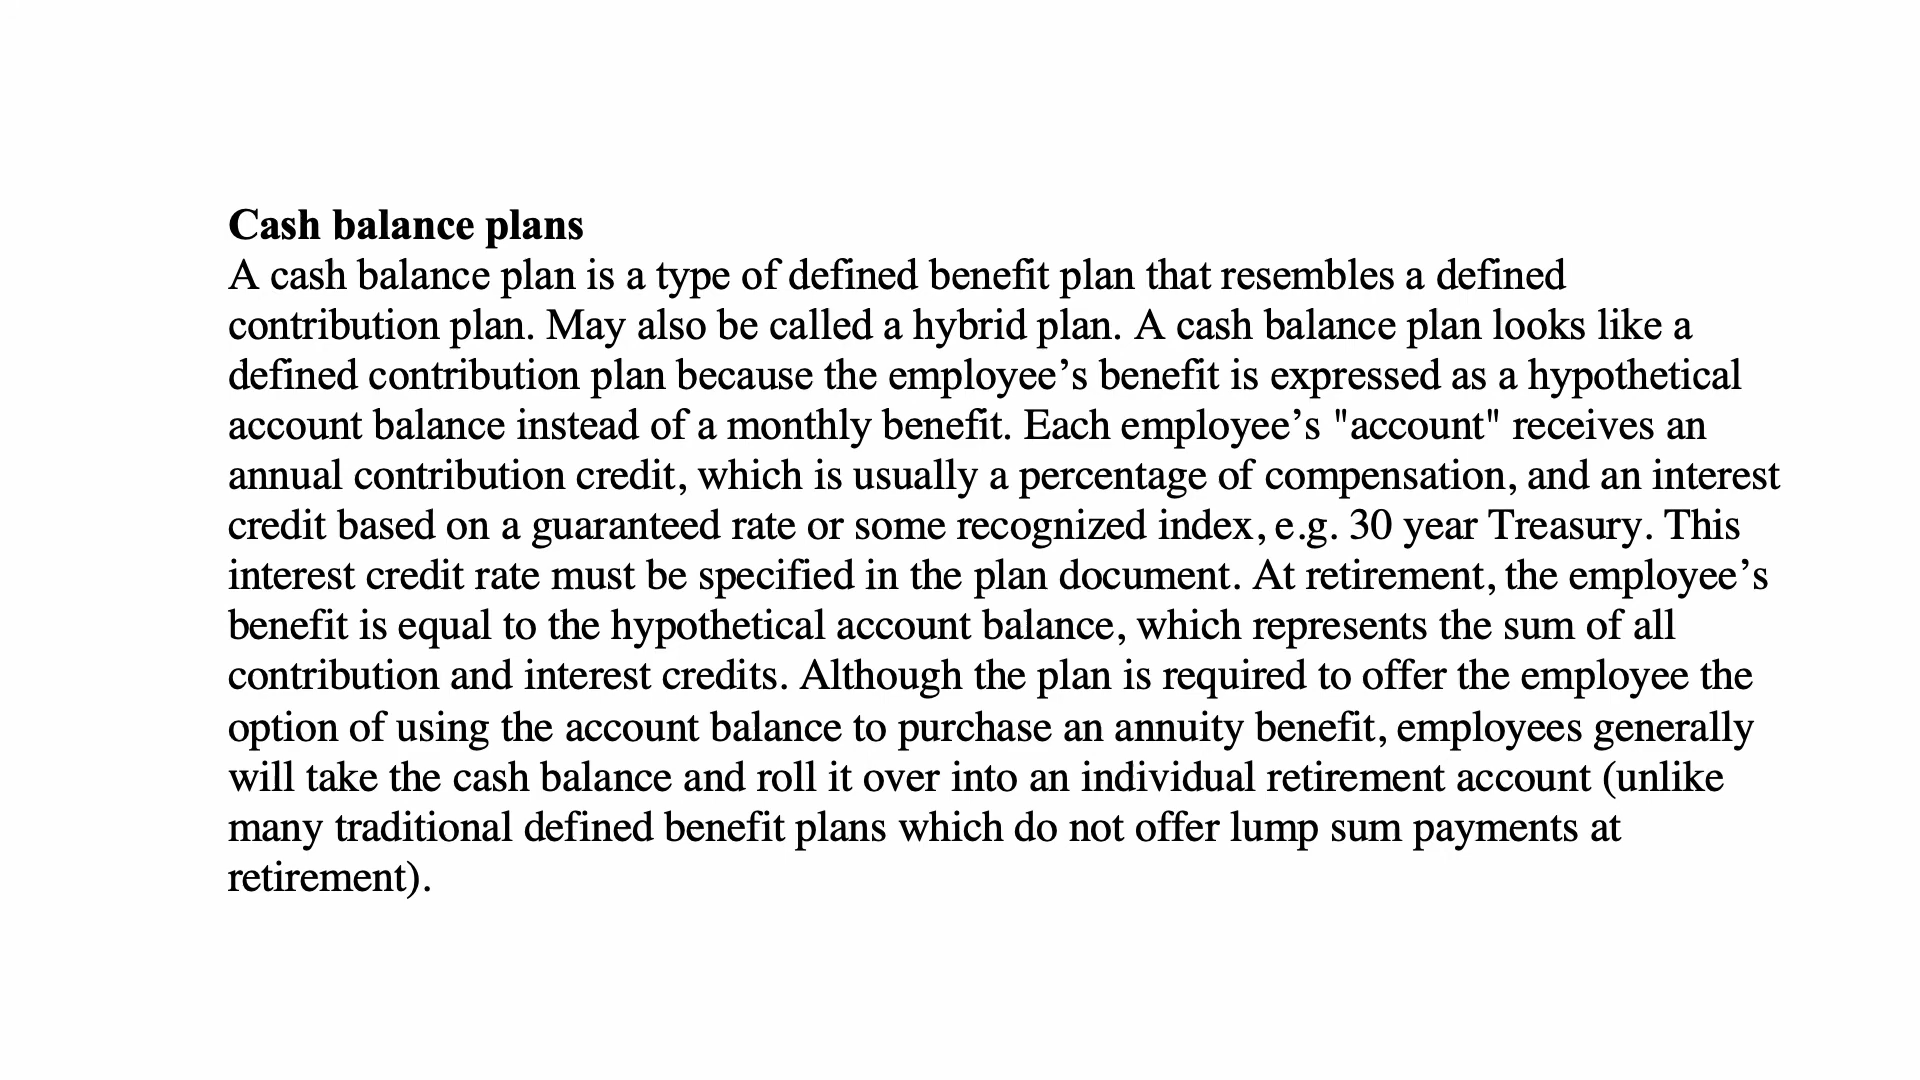 Cash balance plans
A cash balance plan is a type of defined benefit plan that resembles a defined
contribution plan. May also be called a hybrid plan. A cash balance plan looks like a
defined contribution plan because the employee’s benefit is expressed as a hypothetical
account balance instead of a monthly benefit. Each employee’s "account" receives an
annual contribution credit, which is usually a percentage of compensation, and an interest
credit based on a guaranteed rate or some recognized index, e.g. 30 year Treasury. This
interest credit rate must be specified in the plan document. At retirement, the employee’s
benefit is equal to the hypothetical account balance, which represents the sum of all
contribution and interest credits. Although the plan is required to offer the employee the
option of using the account balance to purchase an annuity benefit, employees generally
will take the cash balance and roll it over into an individual retirement account (unlike
many traditional defined benefit plans which do not offer lump sum payments at
retirement).